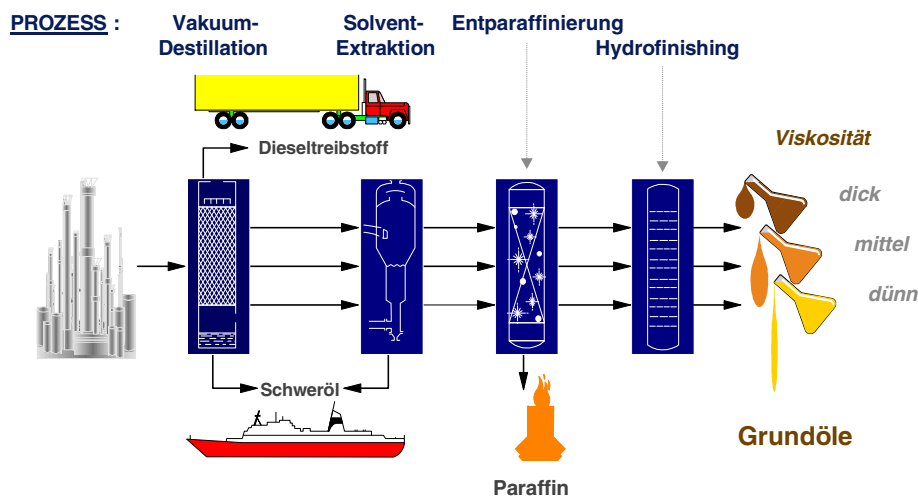 PROZESS :
Vakuum-
Destillation
Solvent-
Extraktion
Entparaffinierung
Hydrofinishing
Dieseltreibstoff
Viskosität
dick
mittel
dünn
Schweröl
Paraffin
Grundöle